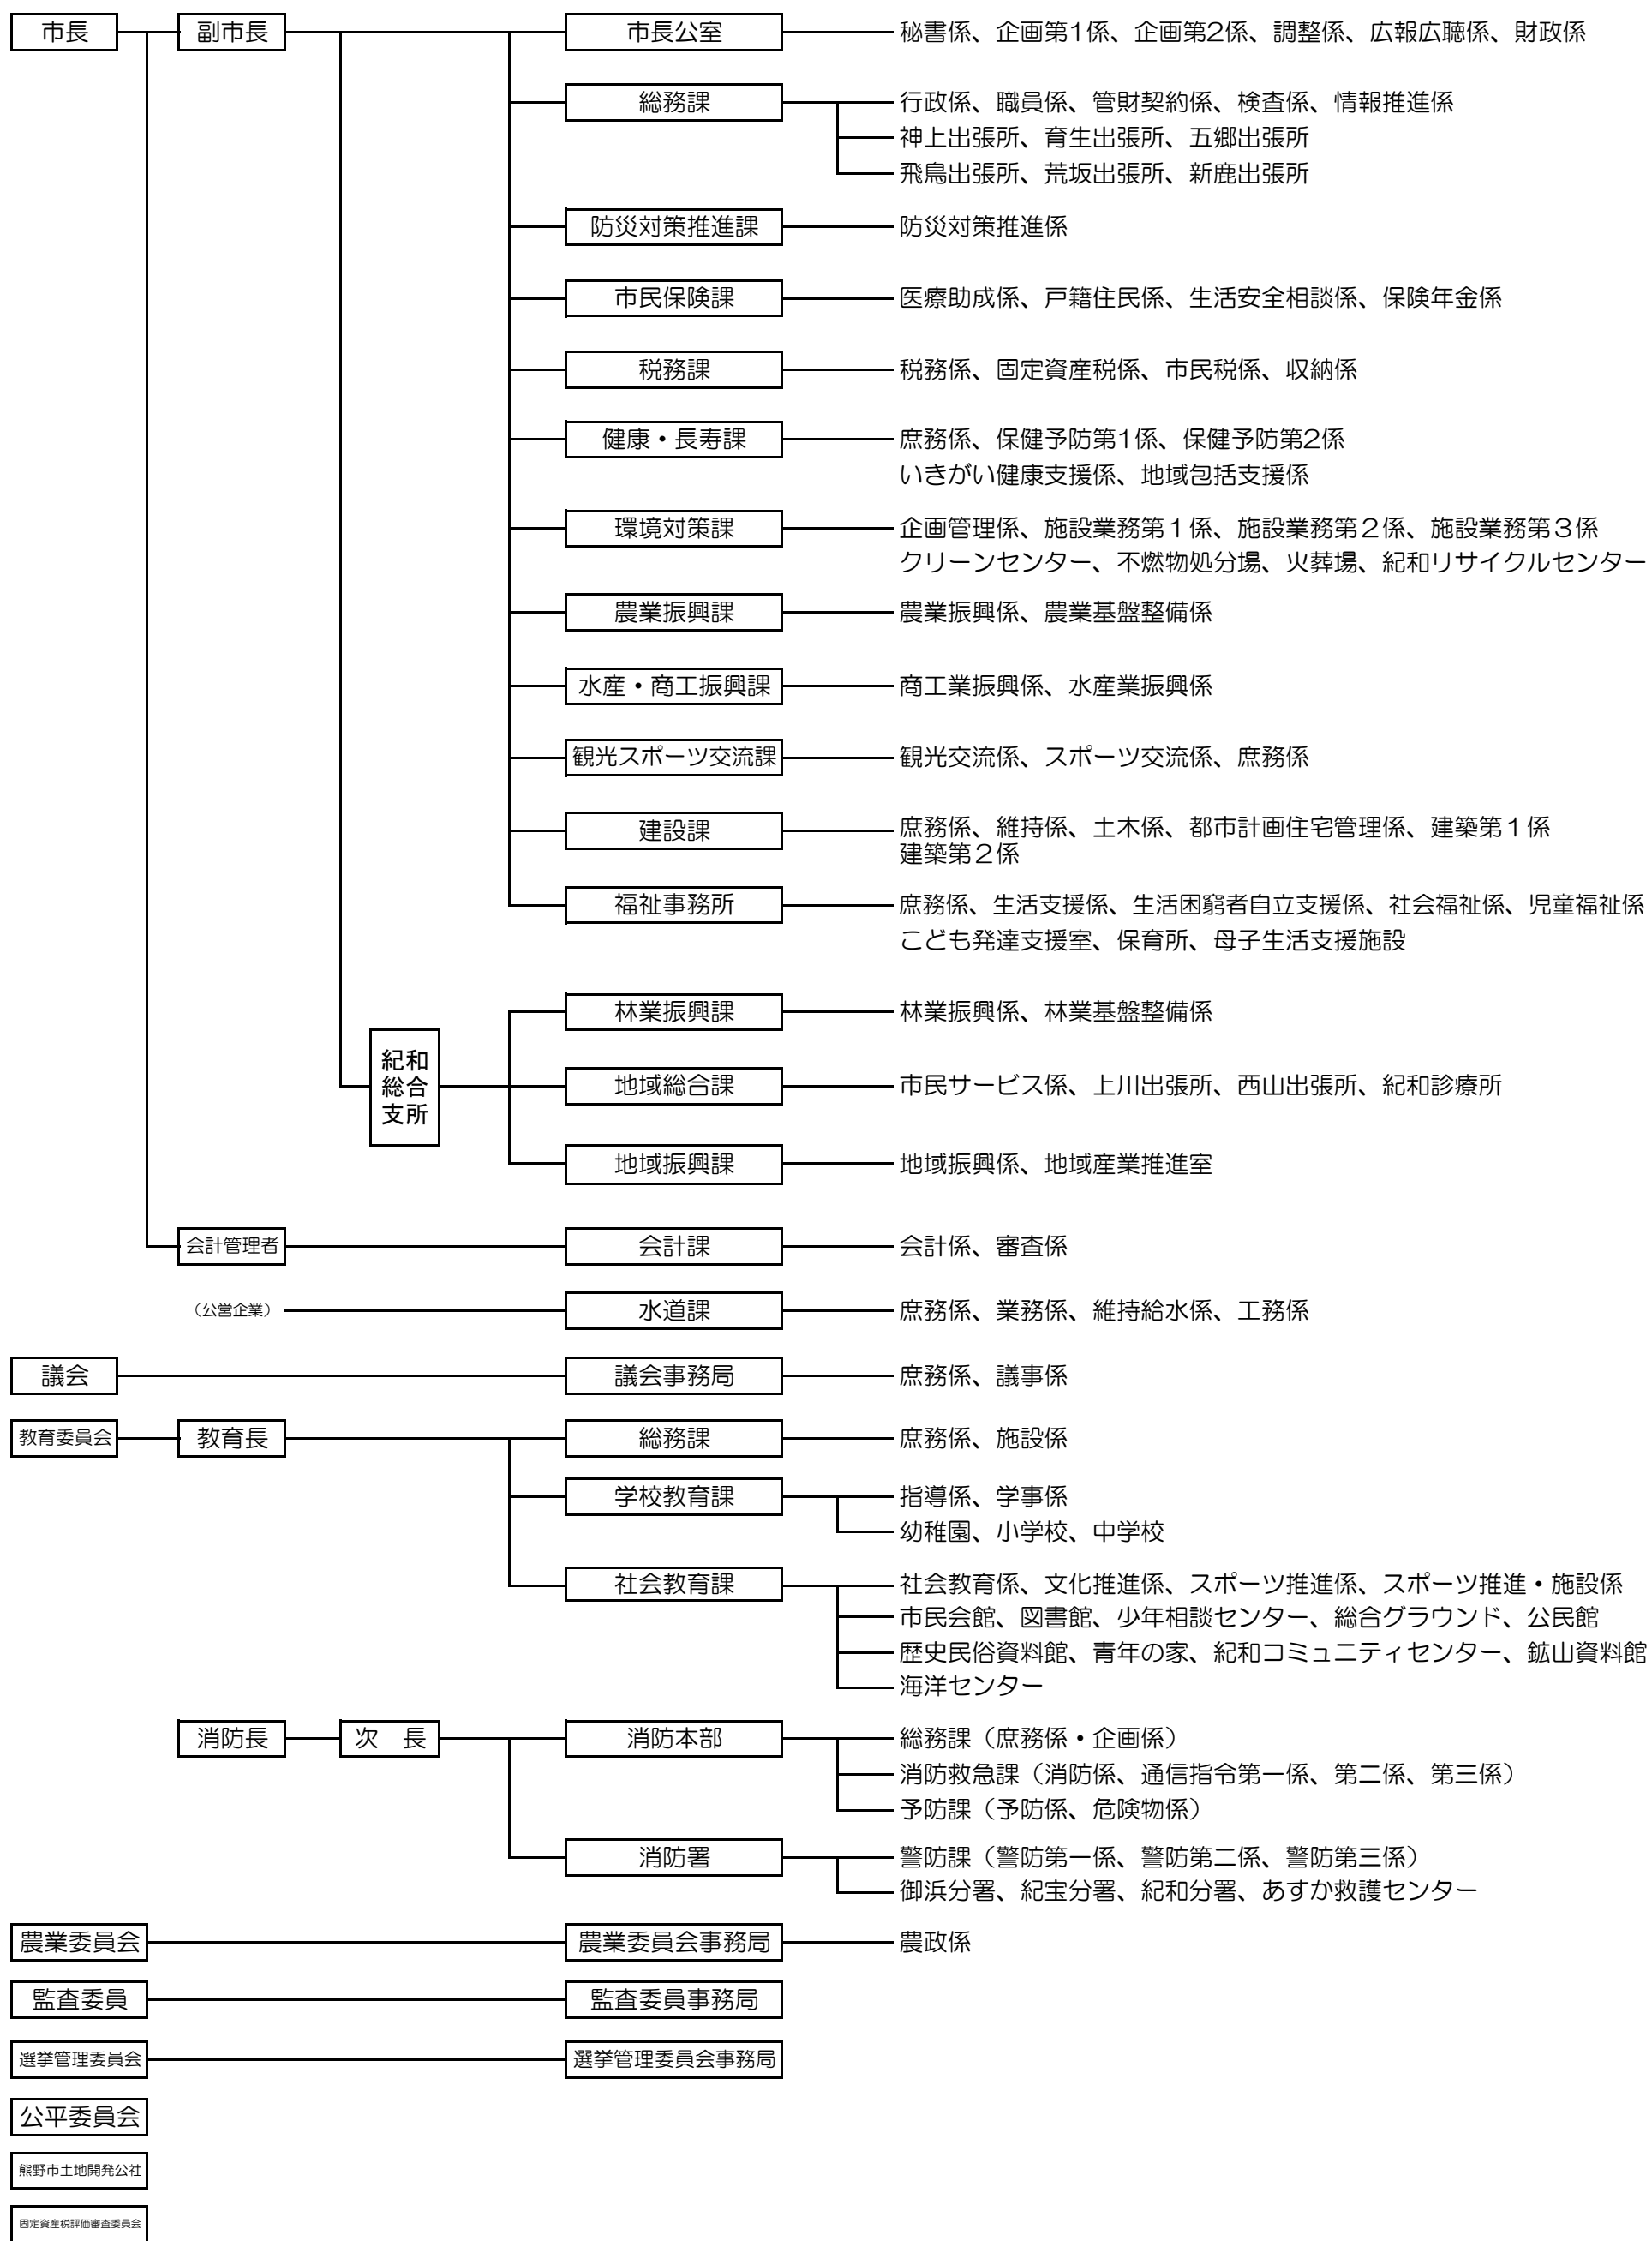 市長 副市長 市長公室 秘書係、企画第1係、企画第2係、調整係、広報広聴係、財政係
総務課 行政係、職員係、管財契約係、検査係、情報推進係
神上出張所、育生出張所、五郷出張所
飛鳥出張所、荒坂出張所、新鹿出張所
防災対策推進課 防災対策推進係
市民保険課 医療助成係、戸籍住民係、生活安全相談係、保険年金係
税務課 税務係、固定資産税係、市民税係、収納係
健康・長寿課 庶務係、保健予防第1係、保健予防第2係
いきがい健康支援係、地域包括支援係
環境対策課 企画管理係、施設業務第１係、施設業務第２係、施設業務第３係
クリーンセンター、不燃物処分場、火葬場、紀和リサイクルセンター
農業振興課 農業振興係、農業基盤整備係
水産・商工振興課 商工業振興係、水産業振興係
観光スポーツ交流課 観光交流係、スポーツ交流係、庶務係
建設課 庶務係、維持係、土木係、都市計画住宅管理係、建築第１係
建築第２係
福祉事務所 庶務係、生活支援係、生活困窮者自立支援係、社会福祉係、児童福祉係
こども発達支援室、保育所、母子生活支援施設
林業振興課 林業振興係、林業基盤整備係
紀和
総合
支所
地域総合課 市民サービス係、上川出張所、西山出張所、紀和診療所
地域振興課 地域振興係、地域産業推進室
会計管理者 会計課 会計係、審査係
（公営企業） 水道課 庶務係、業務係、維持給水係、工務係
議会 議会事務局 庶務係、議事係
教育委員会 教育長 総務課 庶務係、施設係
学校教育課 指導係、学事係
幼稚園、小学校、中学校
社会教育課 社会教育係、文化推進係、スポーツ推進係、スポーツ推進・施設係
市民会館、図書館、少年相談センター、総合グラウンド、公民館
歴史民俗資料館、青年の家、紀和コミュニティセンター、鉱山資料館
海洋センター
消防長 次　長 消防本部 総務課（庶務係・企画係）
消防救急課（消防係、通信指令第一係、第二係、第三係）
予防課（予防係、危険物係）
消防署 警防課（警防第一係、警防第二係、警防第三係）
御浜分署、紀宝分署、紀和分署、あすか救護センター
農業委員会 農業委員会事務局 農政係
監査委員 監査委員事務局
選挙管理委員会 選挙管理委員会事務局
公平委員会
熊野市土地開発公社
固定資産税評価審査委員会